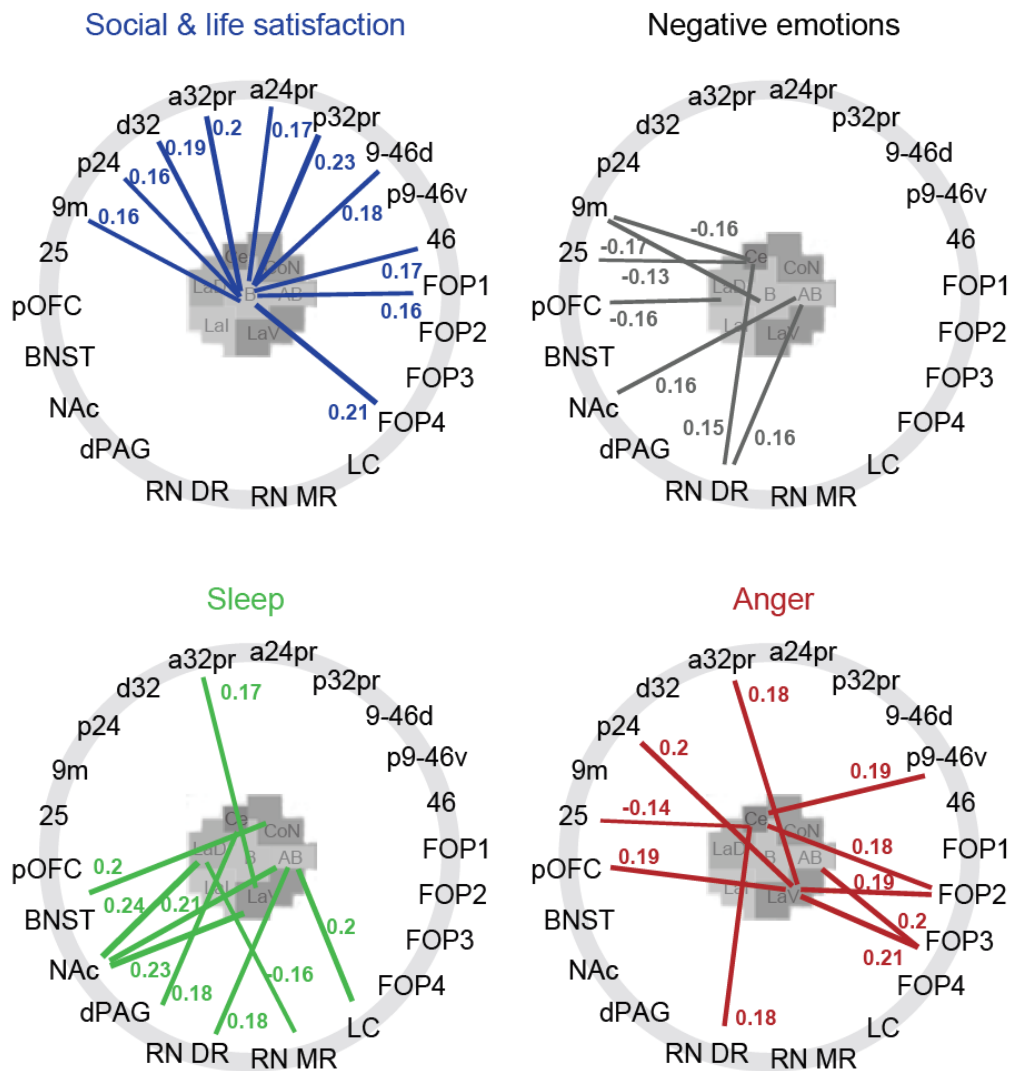 Social & life satisfaction
a24pr
a32pr
p32pr
d32
0.2
0.17
9-46d
p24
0.19
0.23
p9-46v
0.16
9m
0.16
0.18
46
25
Ce
CoN
0.17
FOP1
LaD
B
AB
pOFC
0.16
FOP2
LaI
LaV
BNST
FOP3
NAc
0.21
FOP4
dPAG
LC
RN DR
RN MR
Negative emotions
a24pr
a32pr
p32pr
d32
9-46d
p24
p9-46v
9m
-0.16
46
25
-0.17
Ce
CoN
-0.13
FOP1
LaD
B
AB
pOFC
-0.16
FOP2
LaI
LaV
BNST
FOP3
NAc
0.16
FOP4
dPAG
0.15
0.16
LC
RN DR
RN MR
Sleep
a24pr
a32pr
p32pr
d32
0.17
9-46d
p24
p9-46v
9m
46
25
Ce
CoN
FOP1
LaD
B
AB
pOFC
0.2
FOP2
LaI
LaV
BNST
0.24
0.21
FOP3
0.2
NAc
0.23
-0.16
FOP4
dPAG
0.18
0.18
LC
RN DR
RN MR
Anger
a24pr
a32pr
p32pr
d32
0.18
9-46d
p24
0.2
p9-46v
9m
0.19
46
25
-0.14
Ce
CoN
0.18
FOP1
LaD
B
AB
pOFC
0.19
0.19
FOP2
LaI
LaV
BNST
0.2
FOP3
NAc
0.21
FOP4
dPAG
0.18
LC
RN DR
RN MR